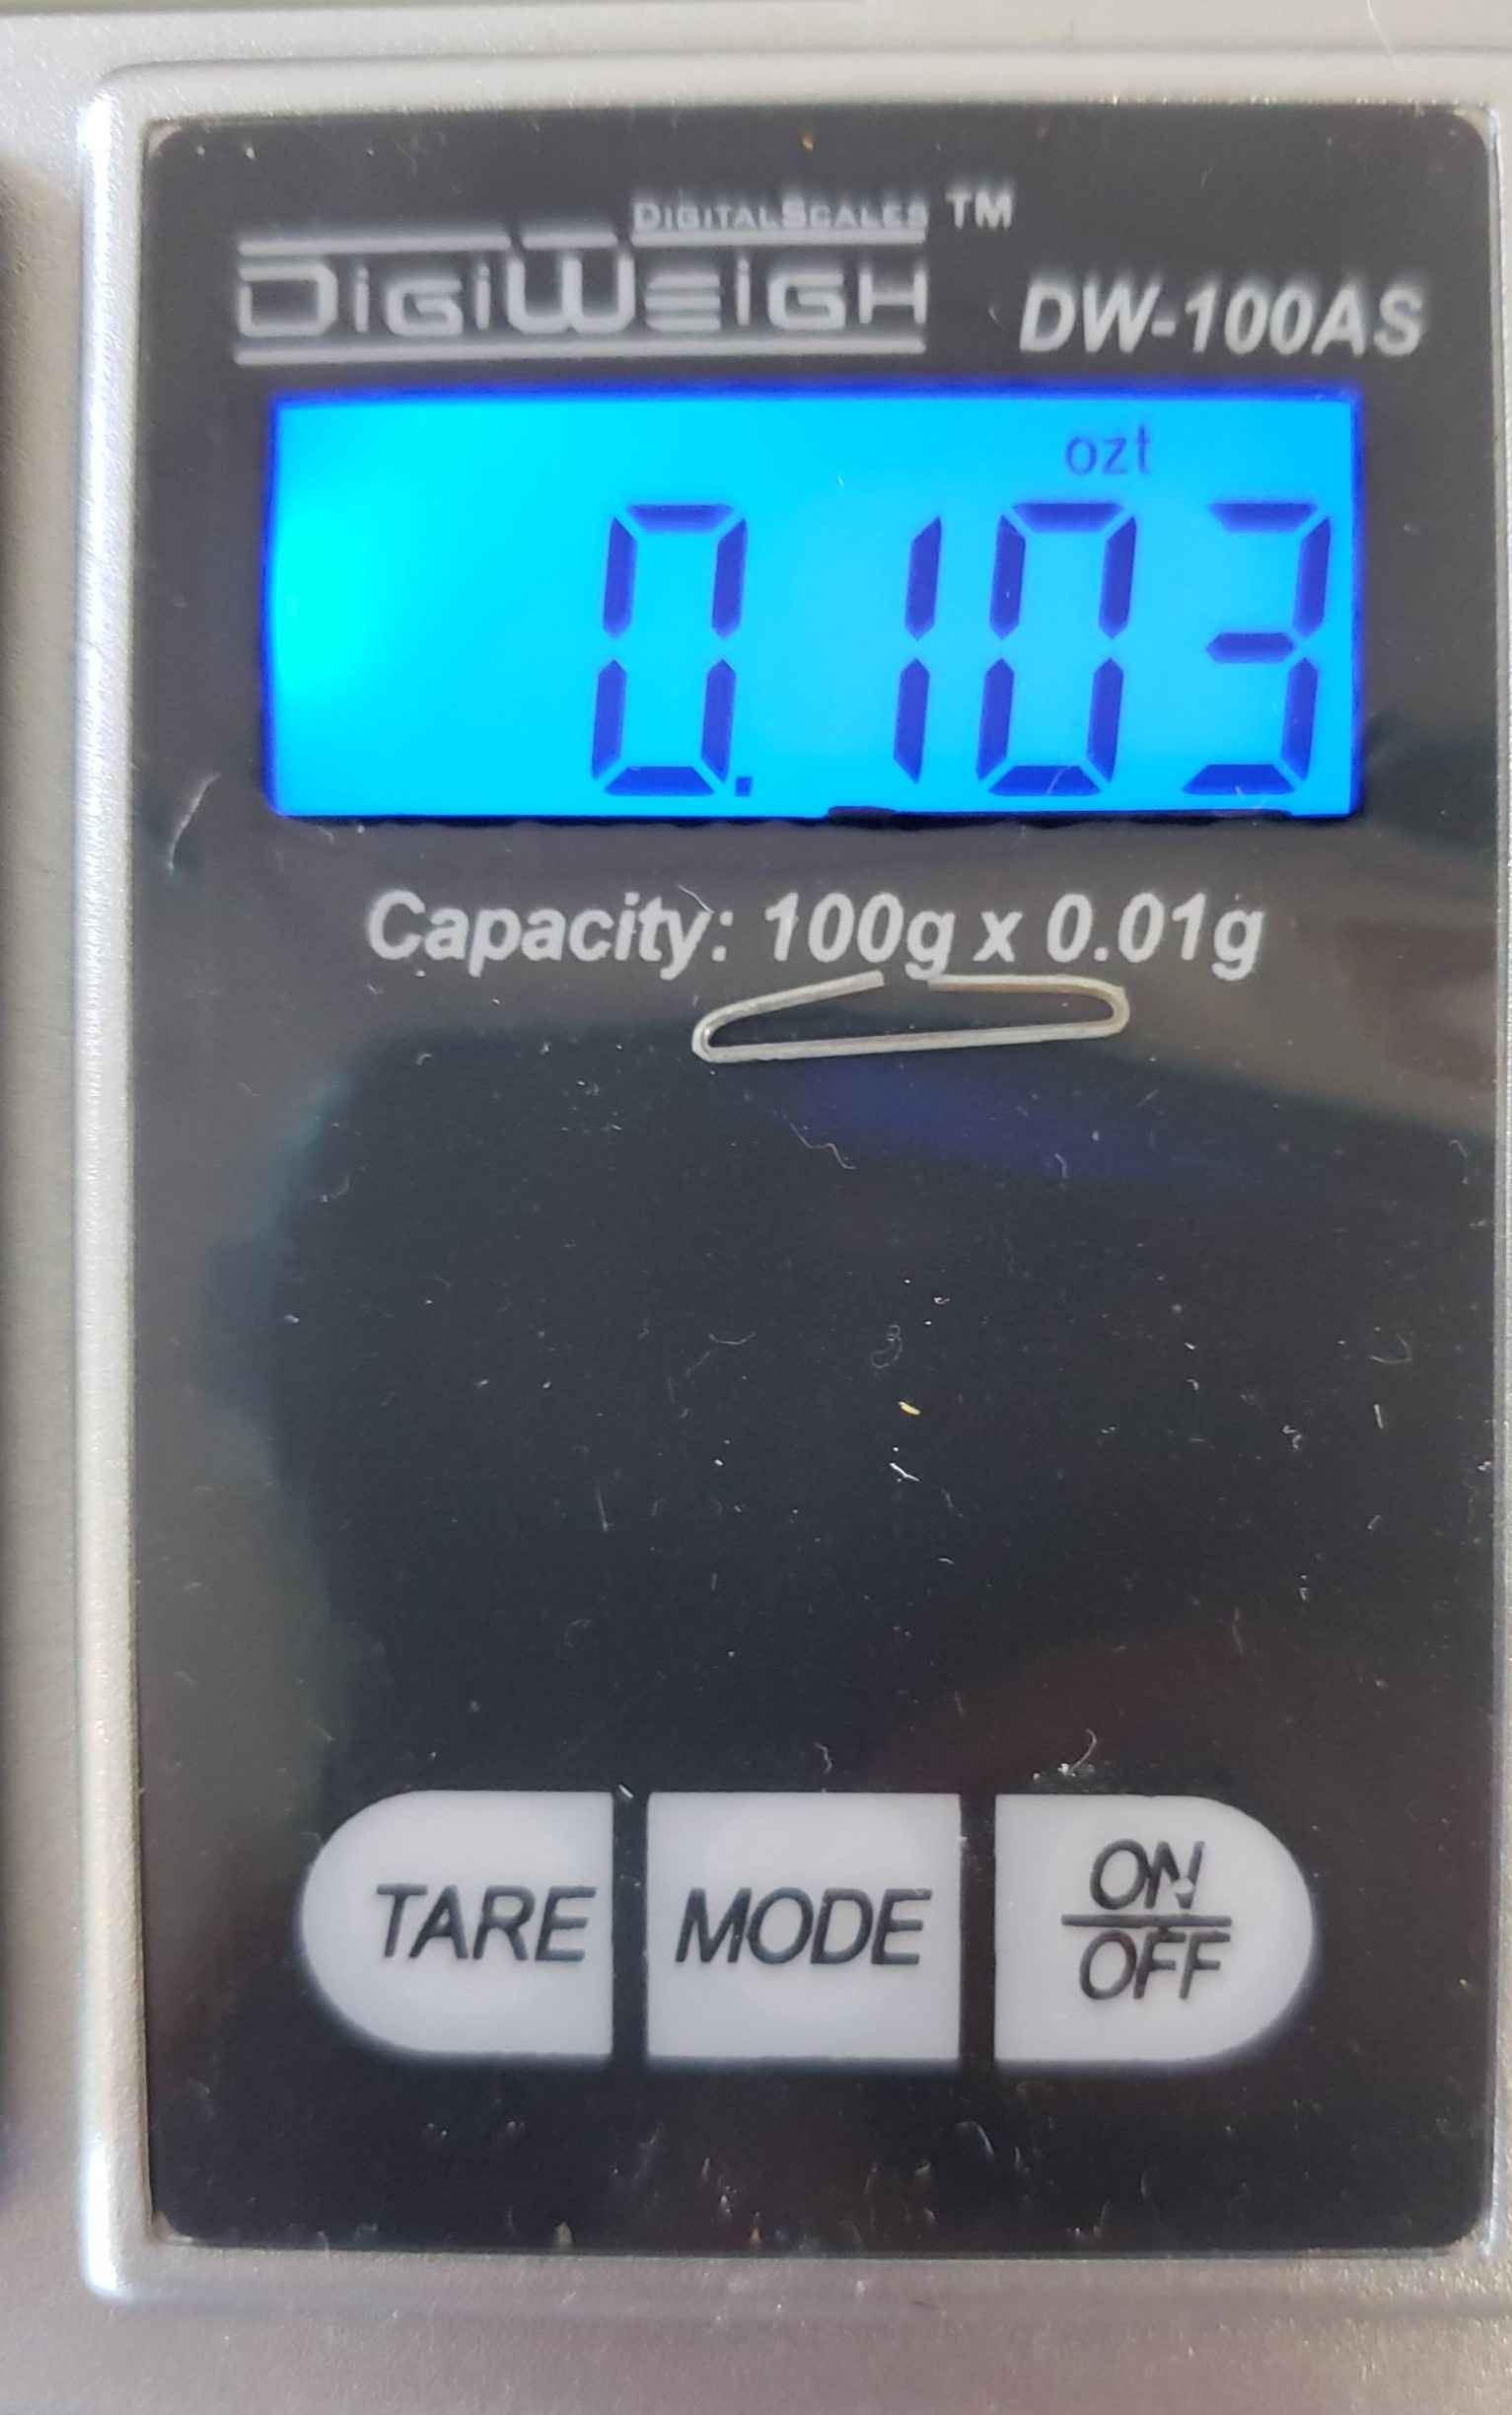 DIGITALSCALES TM
DIGIWEIGH DW-100AS
ozt
0.103
Capacity: 100g x 0.01g
TARE MODE ON
OFF